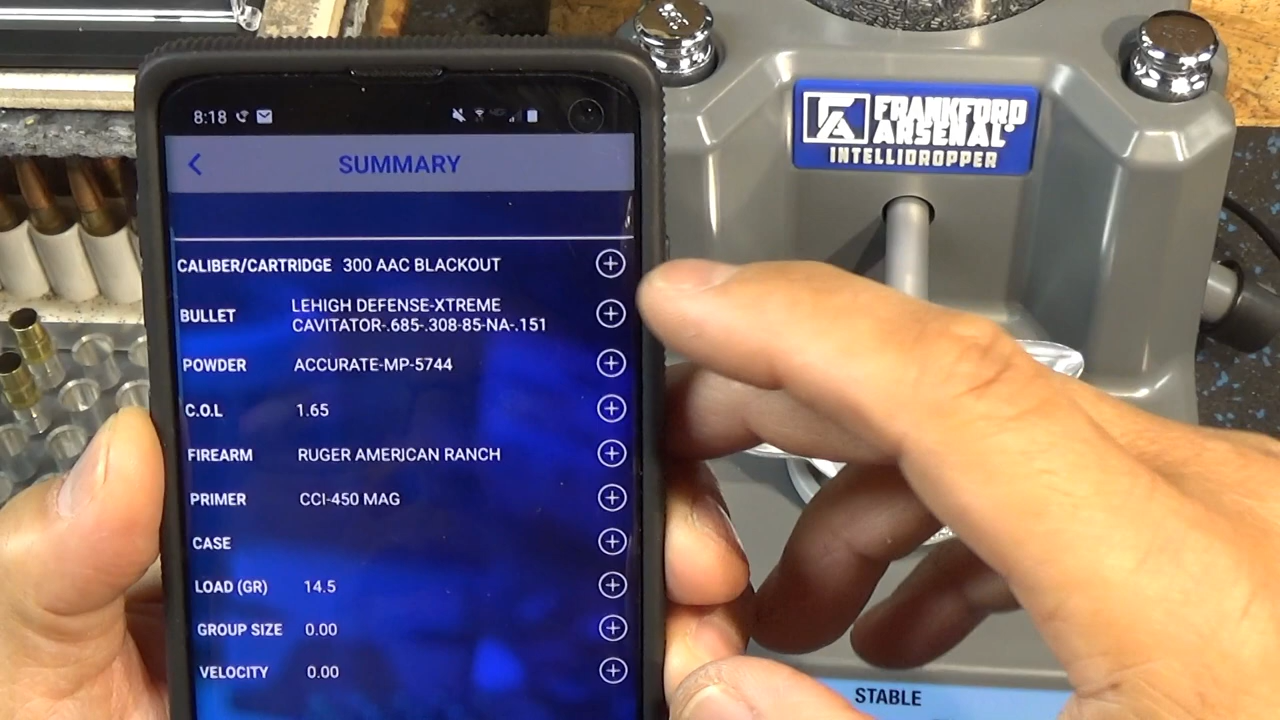 8:18
SUMMARY
CALIBER/CARTRIDGE 300 AAC BLACKOUT
BULLET LEHIGH DEFENSE-XTREME
CAVITATOR-.685-.308-85-NA-.151
POWDER ACCURATE-MP-5744
C.O.L 1.65
FIREARM RUGER AMERICAN RANCH
PRIMER CCI-450 MAG
CASE
LOAD (GR) 14.5
GROUP SIZE 0.00
VELOCITY 0.00
FRANKFORD
ARSENAL®
INTELLIDROPPER
STABLE